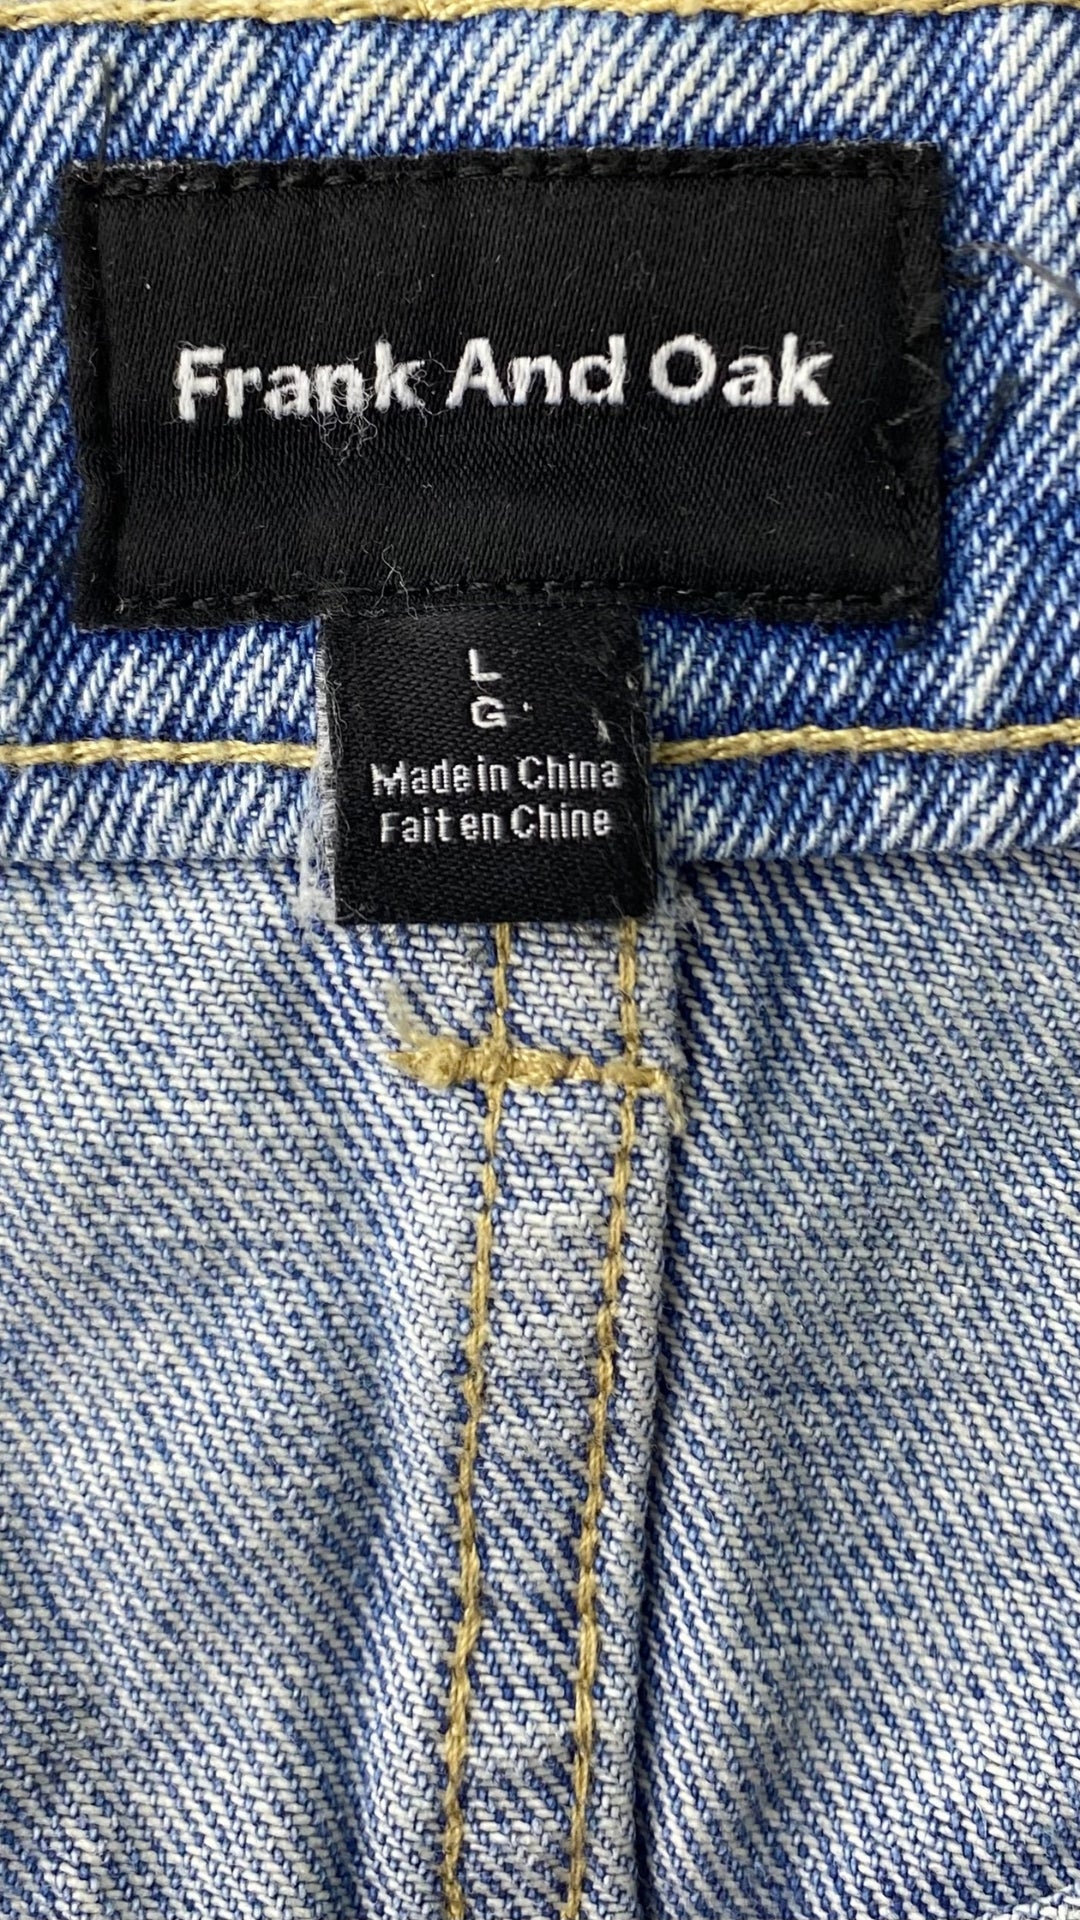 Frank And Oak
L
G
Made in China
Fait en Chine